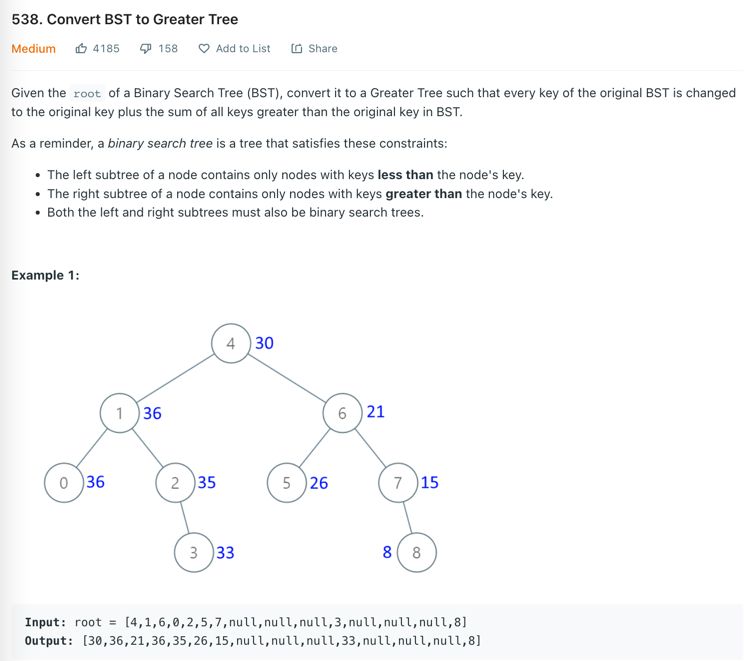 538. Convert BST to Greater Tree
Medium 4185 158 Add to List Share
Given the root of a Binary Search Tree (BST), convert it to a Greater Tree such that every key of the original BST is changed
to the original key plus the sum of all keys greater than the original key in BST.
As a reminder, a binary search tree is a tree that satisfies these constraints:
• The left subtree of a node contains only nodes with keys less than the node's key.
• The right subtree of a node contains only nodes with keys greater than the node's key.
• Both the left and right subtrees must also be binary search trees.
Example 1:
4 30
1 36 6 21
0 36 2 35 5 26 7 15
3 33 8 8
Input: root = [4,1,6,0,2,5,7,null,null,null,3,null,null,null,8]
Output: [30,36,21,36,35,26,15,null,null,null,33,null,null,null,8]